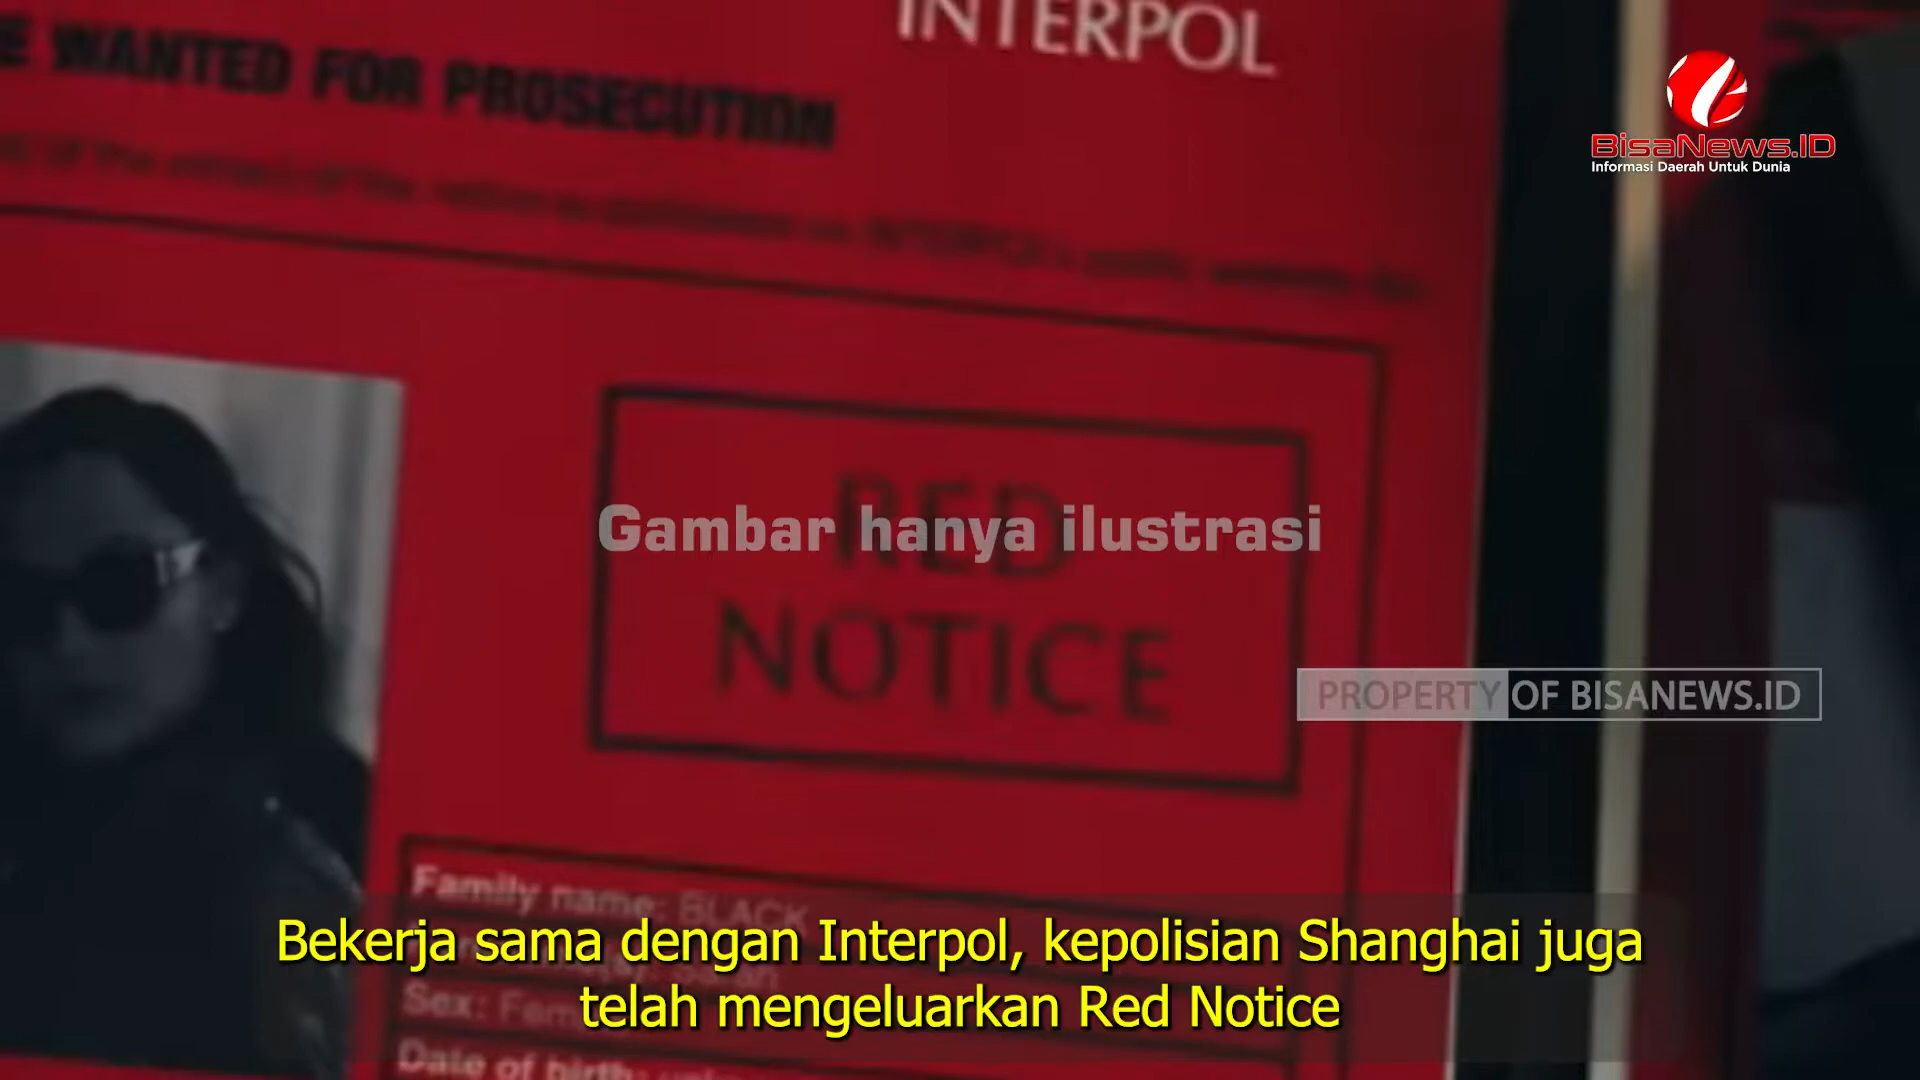 INTERPOL
WANTED FOR PROSECUTION
BisaNews.ID
Informasi Daerah Untuk Dunia
RED
Gambar hanya ilustrasi
NOTICE
PROPERTY OF BISANEWS.ID
Family name: BLACK
Bekerja sama dengan Interpol, kepolisian Shanghai juga
Sex:
telah mengeluarkan Red Notice
Date of birth: